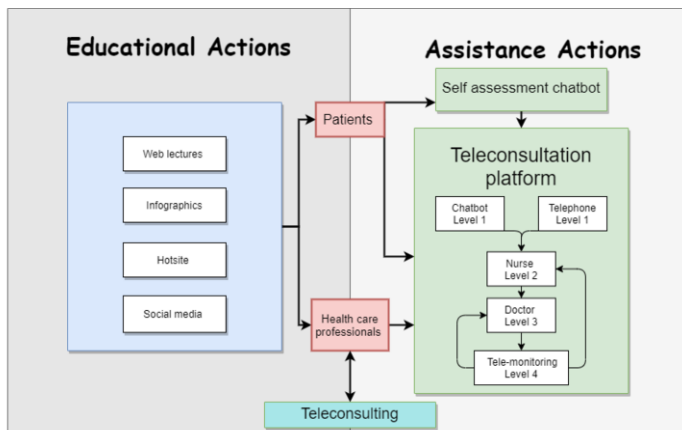 Educational Actions
Assistance Actions
Web lectures
Infographics
Hotsite
Social media
Patients
Health care
professionals
Teleconsulting
Self assessment chatbot
Teleconsultation
platform
Chatbot
Level 1
Telephone
Level 1
Nurse
Level 2
Doctor
Level 3
Tele-monitoring
Level 4